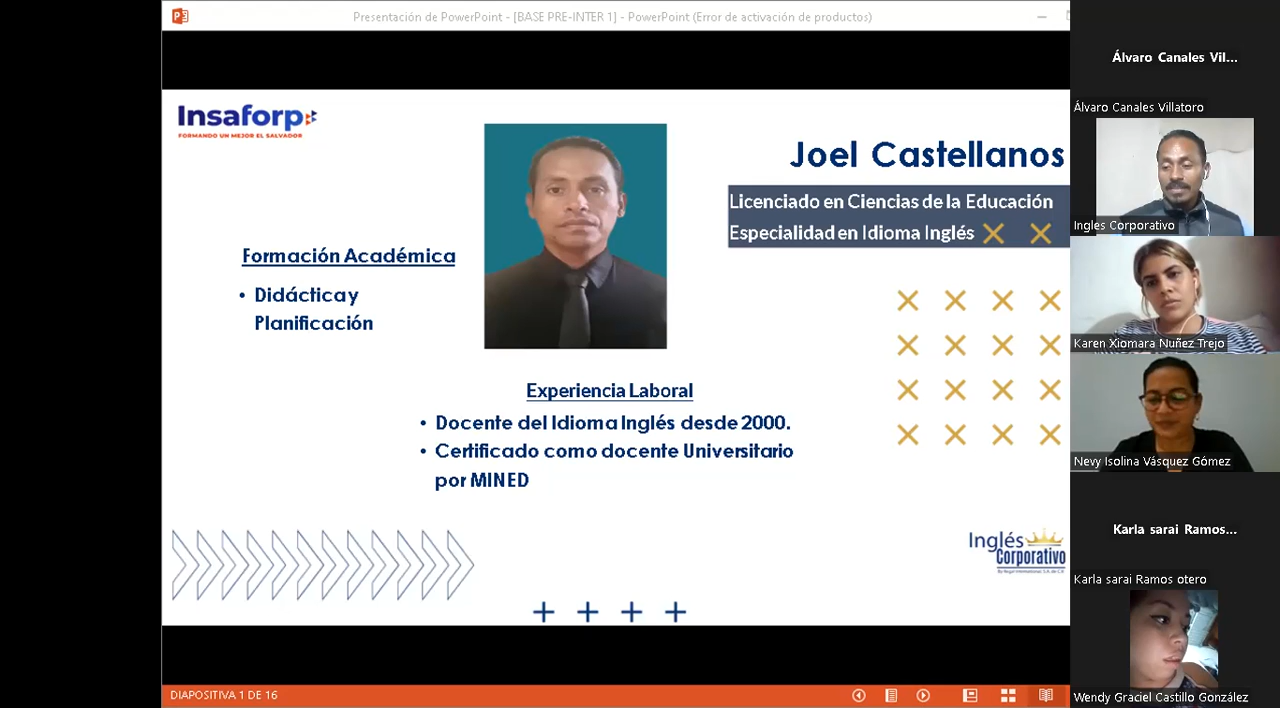 Presentación de PowerPoint - [BASE PRE-INTER 1] - PowerPoint (Error de activación de productos)
Insaforp
FORMANDO UN MEJOR EL SALVADOR
Joel Castellanos
Licenciado en Ciencias de la Educación
Especialidad en Idioma Inglés
Formación Académica
• Didáctica y
Planificación
Experiencia Laboral
• Docente del Idioma Inglés desde 2000.
• Certificado como docente Universitario
por MINED
Inglés
Corporativo
DIAPOSITIVA 1 DE 16
Álvaro Canales Vil...
Álvaro Canales Villatoro
Ingles Corporativo
Karen Xiomara Nuñez Trejo
Nevy Isolina Vásquez Gómez
Karla sarai Ramos...
Karla sarai Ramos otero
Wendy Graciel Castillo González